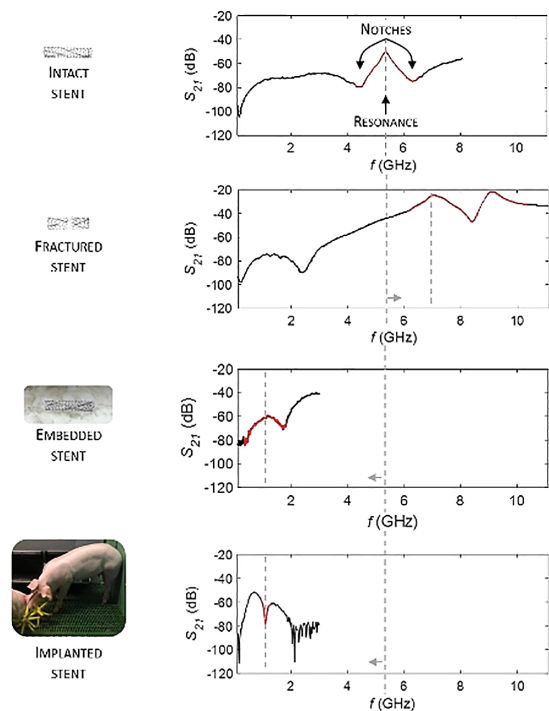 INTACT
STENT
S21 (dB)
-20
-40
-60
-80
-100
-120
NOTCHES
RESONANCE
2
4
6
8
10
f (GHz)
FRACTURED
STENT
S21 (dB)
-20
-40
-60
-80
-100
-120
2
4
6
8
10
f (GHz)
EMBEDDED
STENT
S21 (dB)
-20
-40
-60
-80
-100
-120
2
4
6
8
10
f (GHz)
IMPLANTED
STENT
S21 (dB)
-20
-40
-60
-80
-100
-120
2
4
6
8
10
f (GHz)